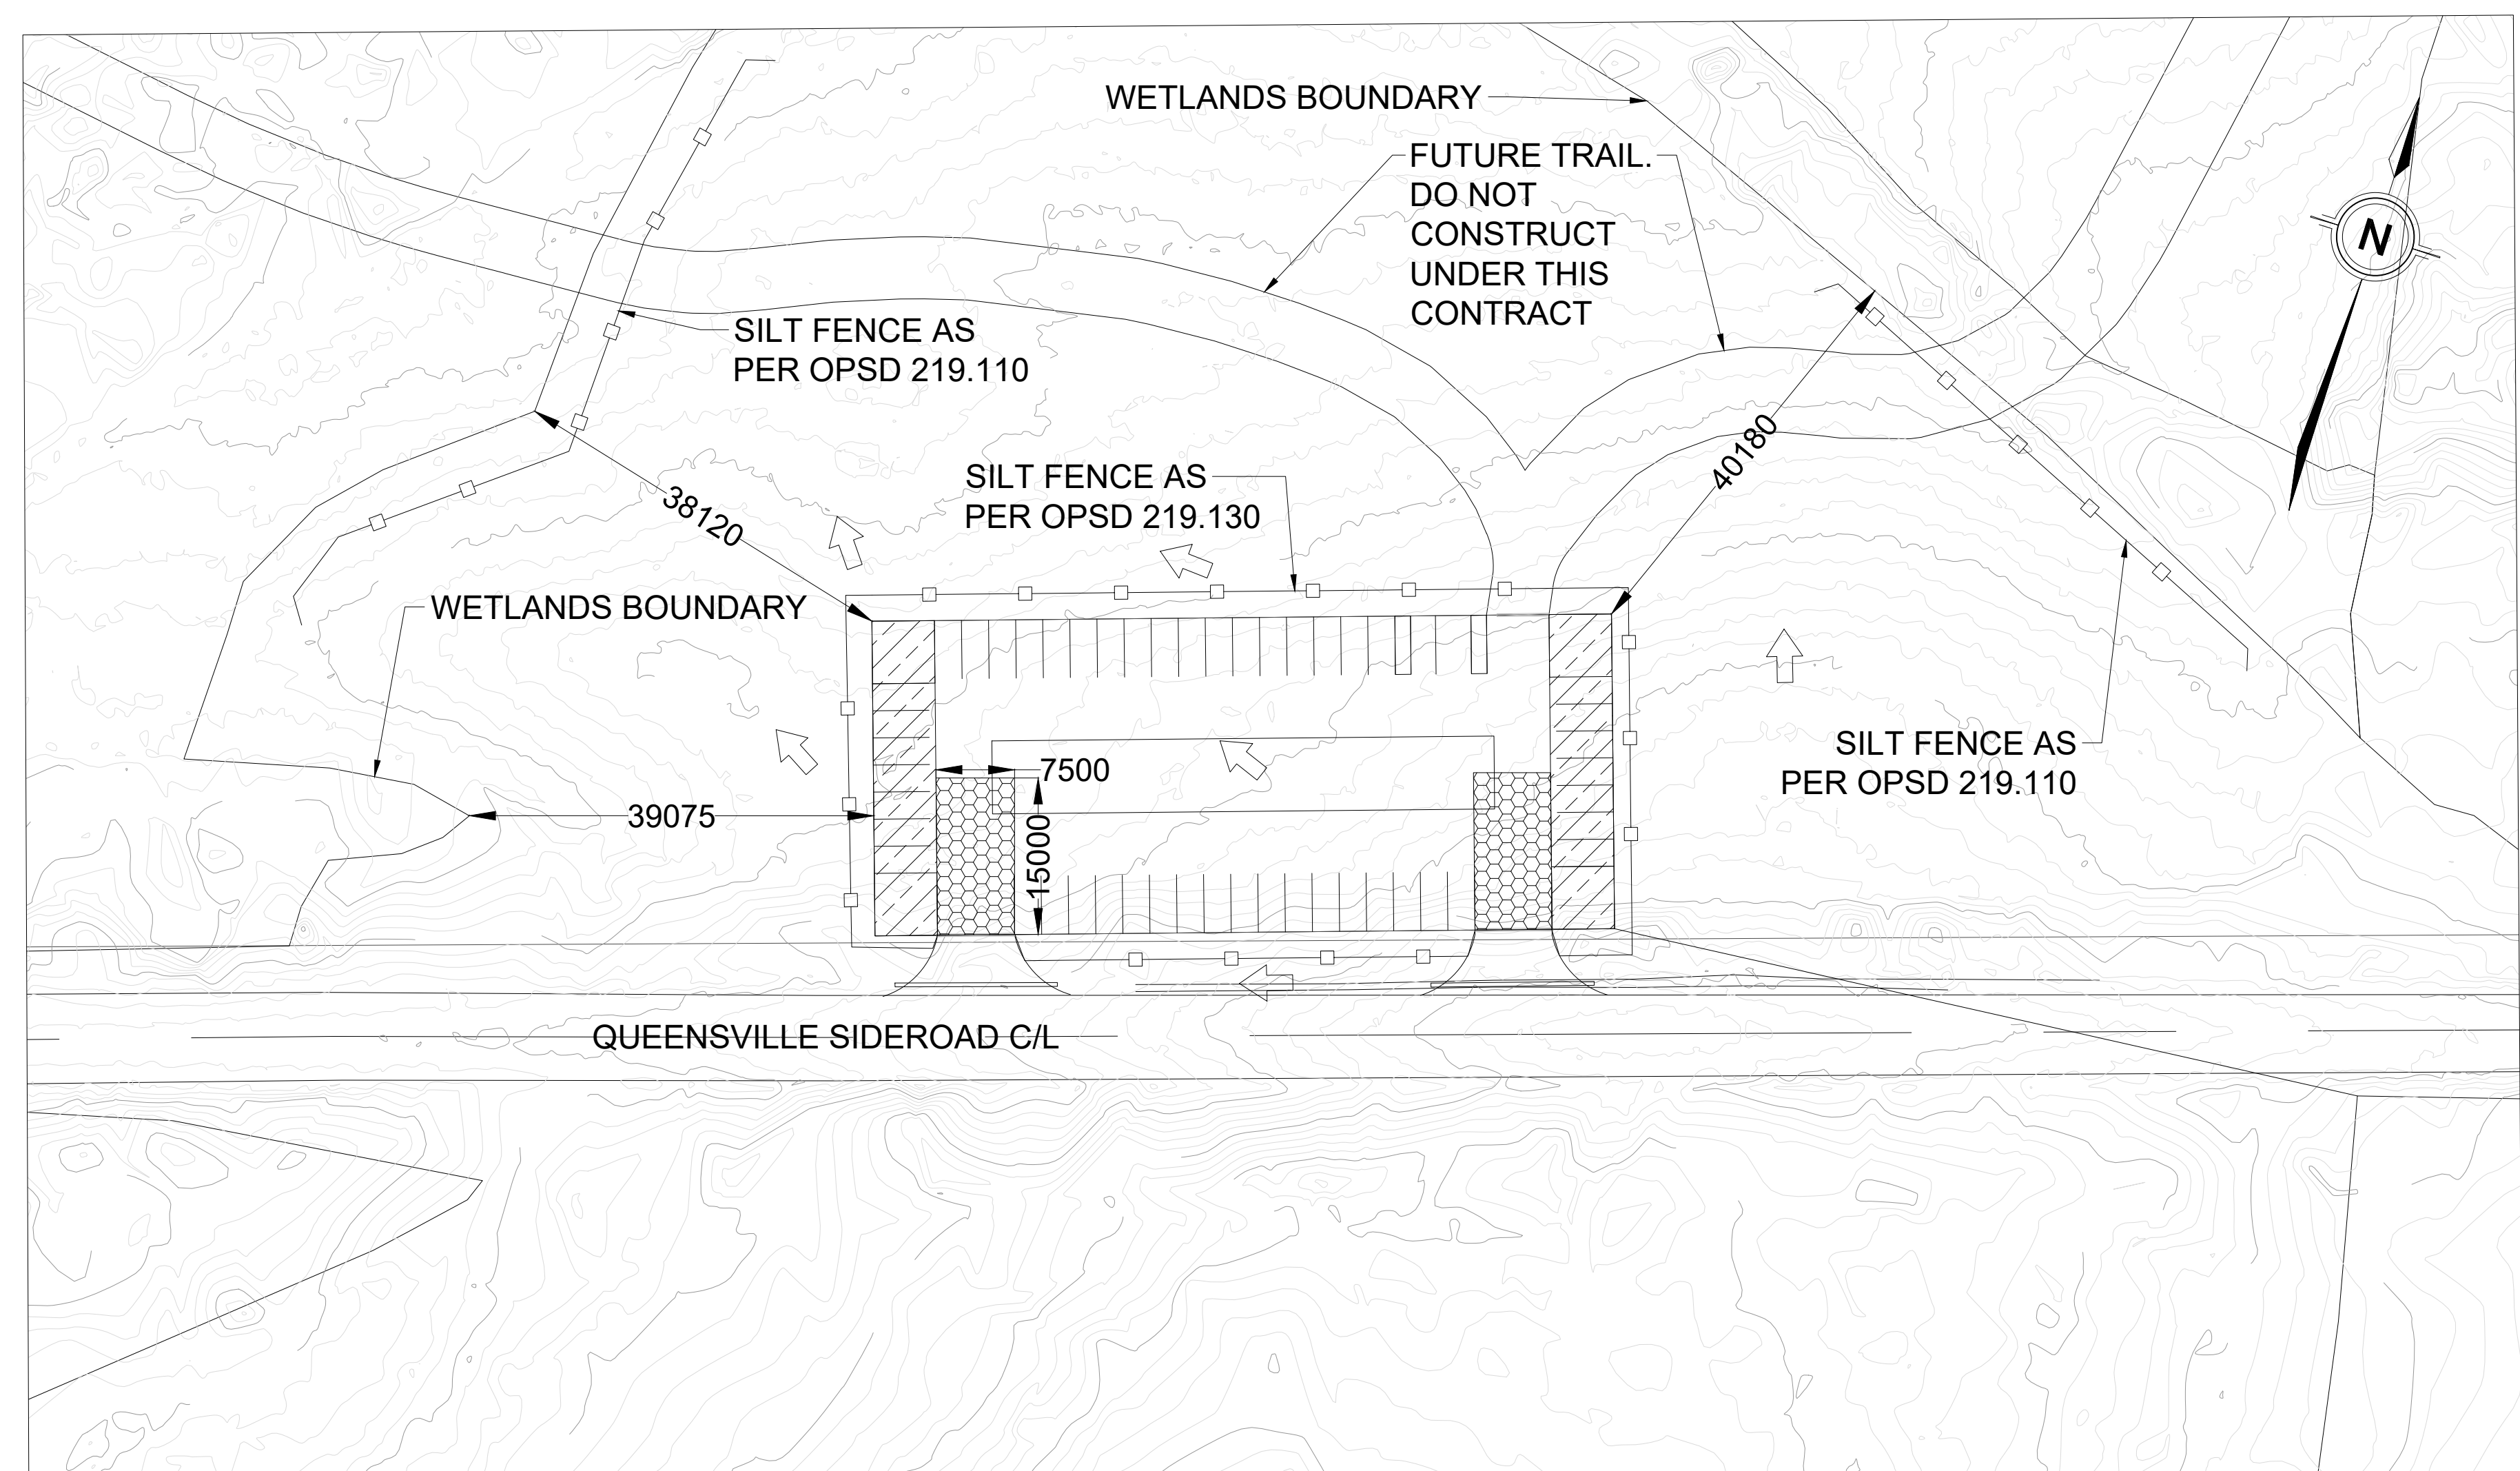 WETLANDS BOUNDARY
FUTURE TRAIL.
DO NOT
CONSTRUCT
UNDER THIS
CONTRACT
N
SILT FENCE AS
PER OPSD 219.110
40180
SILT FENCE AS
PER OPSD 219.130
38120
WETLANDS BOUNDARY
SILT FENCE AS
PER OPSD 219.110
7500
39075
15000
QUEENSVILLE SIDEROAD C/L